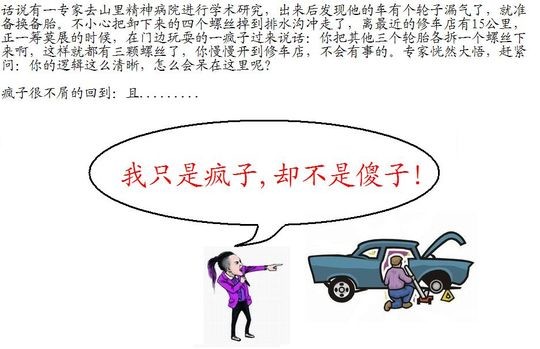 话说有一专家去山里精神病院进行学术研究，出来后发现他的车有个轮子漏气了，就准
备换备胎。不小心把卸下来的四个螺丝掉到排水沟冲走了，离最近的修车店有15公里，
正一筹莫展的时候，在门边玩耍的一疯子过来说话：你把其他三个轮胎各拆一个螺丝下
来啊，这样就都有三颗螺丝了，你慢慢开到修车店，不会有事的。专家恍然大悟，赶紧
问：你的逻辑这么清晰，怎么会呆在这里呢？
疯子很不屑的回到：且.........
我只是疯子,却不是傻子！